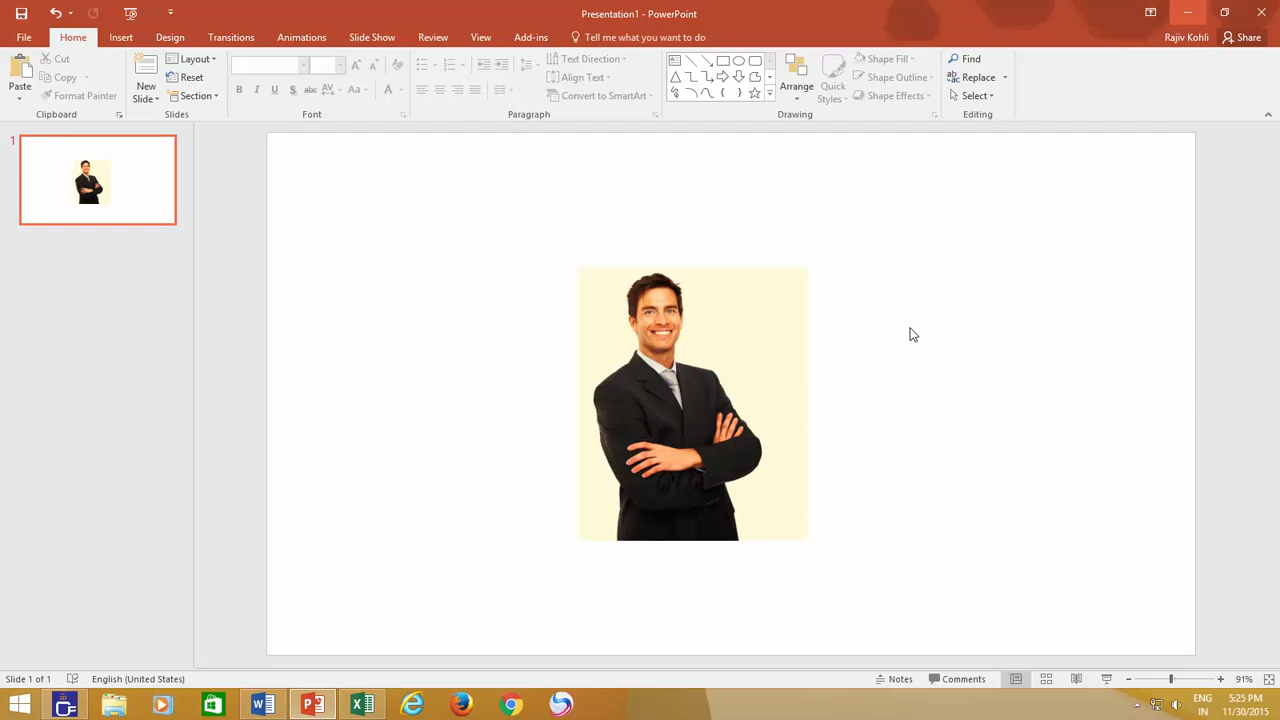 Presentation1 - PowerPoint
File Home Insert Design Transitions Animations Slide Show Review View Add-ins Tell me what you want to do Rajiv Kohli Share
Paste
Cut
Copy
Format Painter
Clipboard
New
Slide
Layout
Reset
Section
Slides
B I U S abc AV Aa A
Font
Text Direction
Align Text
Convert to SmartArt
Paragraph
Arrange
Quick
Styles
Shape Fill
Shape Outline
Shape Effects
Drawing
Find
Replace
Select
Editing
1
Slide 1 of 1 English (United States) Notes Comments 91%
ENG 5:25 PM
IN 11/30/2015